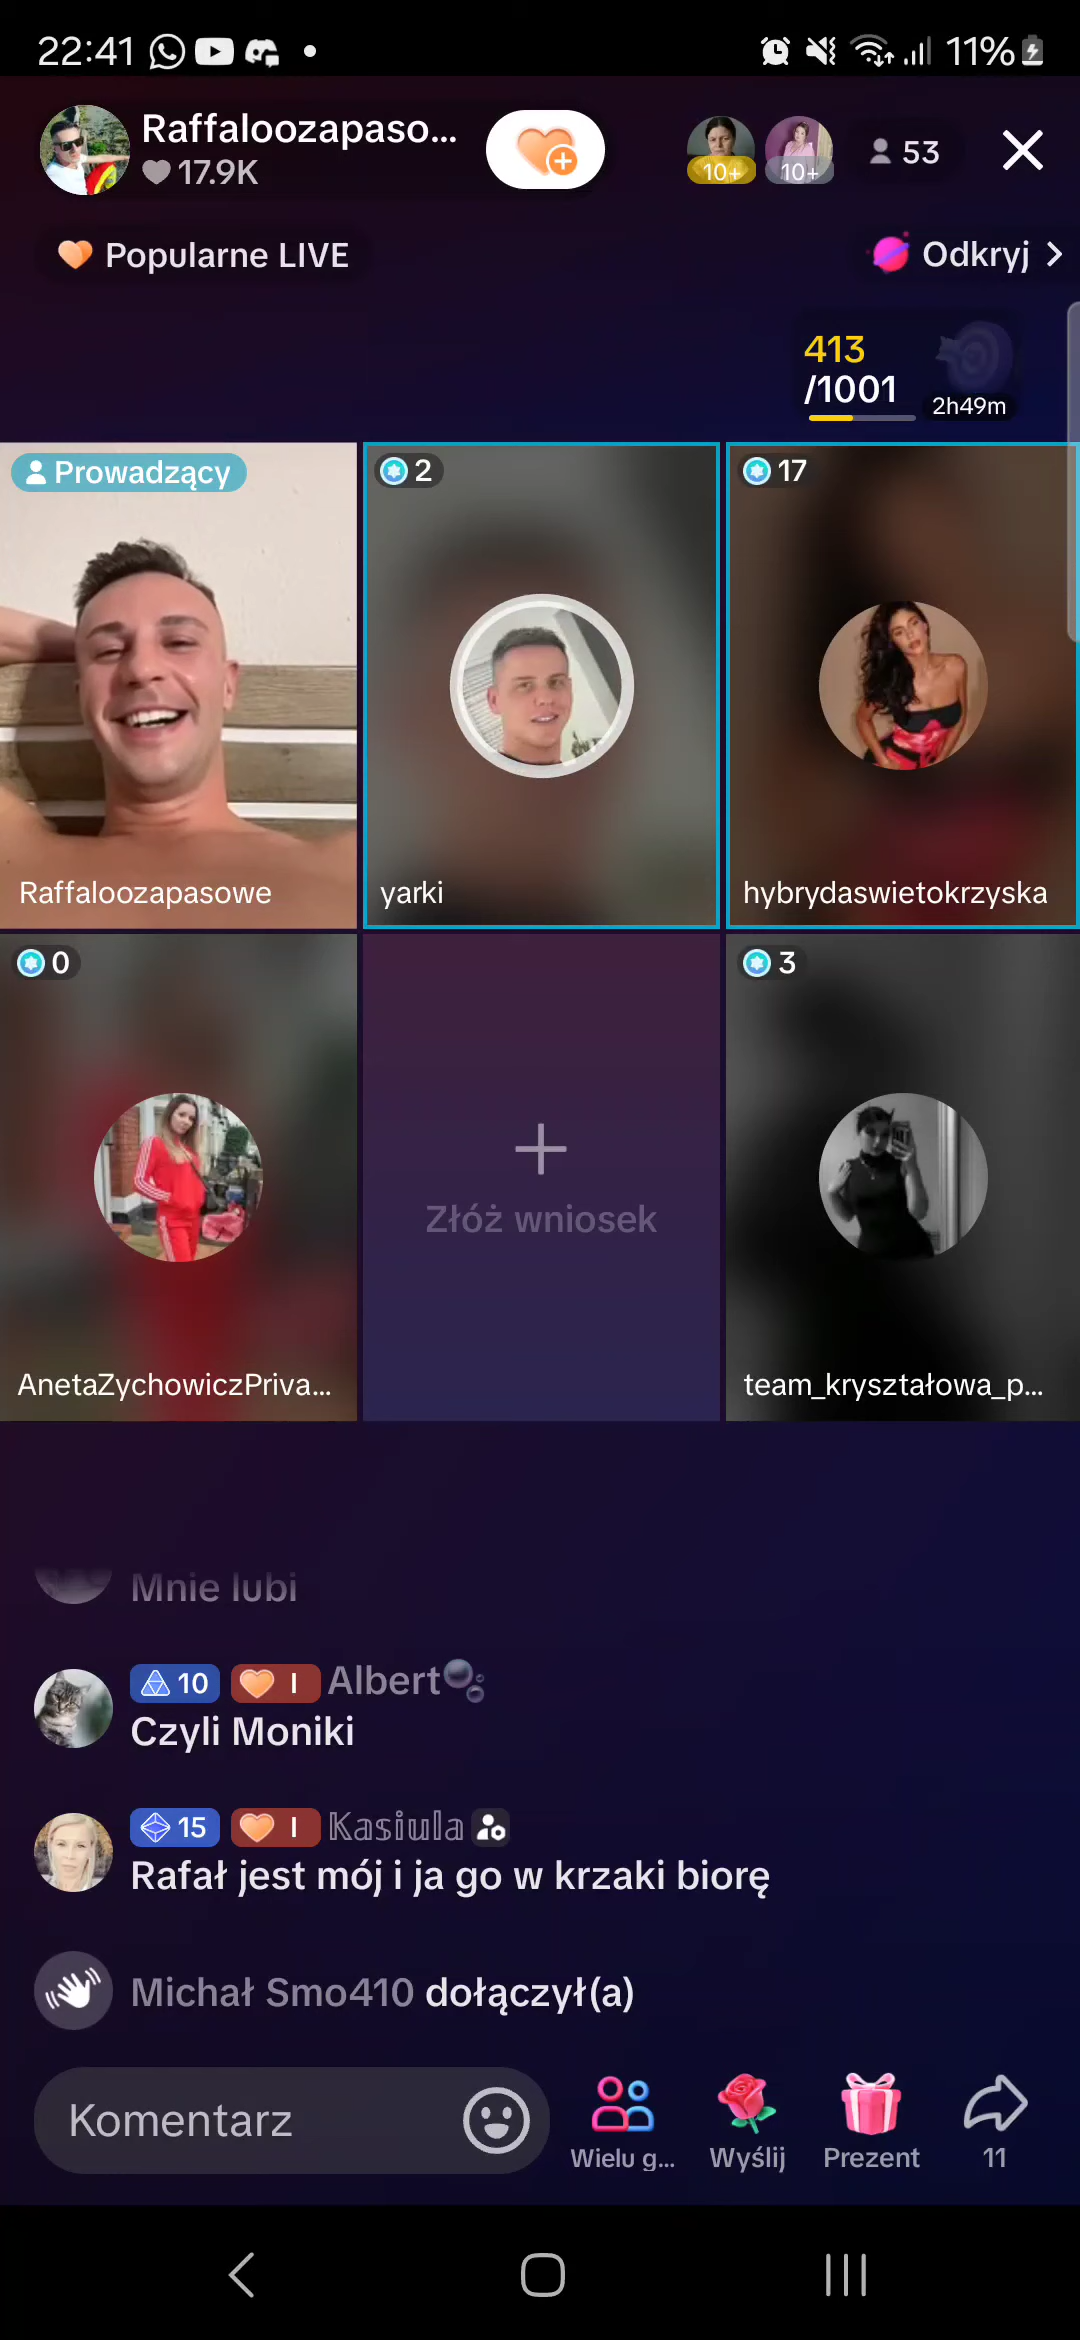 22:41
11%
Raffaloozapaso...
17.9K
10+
10+
53
Popularne LIVE
Odkryj
413
/1001
2h49m
Prowadzący
2
17
Raffaloozapasowe
yarki
hybrydaswietokrzyska
0
3
Złóż wniosek
AnetaZychowiczPriva...
team_kryształowa_p...
Mnie lubi
10 I Albert
Czyli Moniki
15 I 𝕂𝕒𝕤𝕚𝕦𝕝𝕒
Rafał jest mój i ja go w krzaki biorę
Michał Smo410 dołączył(a)
Komentarz
Wielu g...
Wyślij
Prezent
11